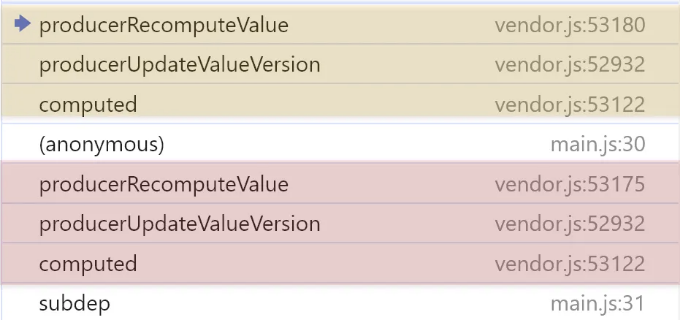 producerRecomputeValue vendor.js:53180
producerUpdateValueVersion vendor.js:52932
computed vendor.js:53122
(anonymous) main.js:30
producerRecomputeValue vendor.js:53175
producerUpdateValueVersion vendor.js:52932
computed vendor.js:53122
subdep main.js:31